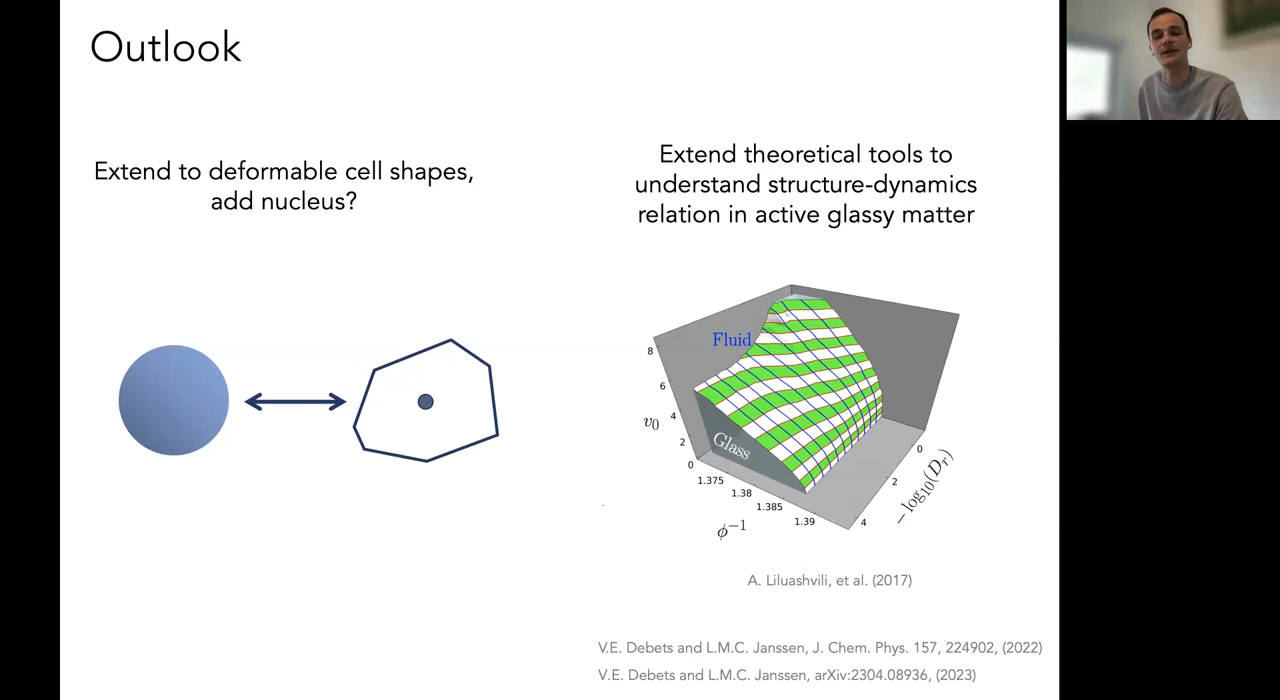 Outlook
Extend to deformable cell shapes,
add nucleus?
Extend theoretical tools to
understand structure-dynamics
relation in active glassy matter
Fluid
Glass
8
6
4
2
0
v₀
1.375
1.38
1.385
1.39
ϕ⁻¹
0
2
4
−log₁₀(Dᵣ)
A. Liluashvili, et al. (2017)
V.E. Debets and L.M.C. Janssen, J. Chem. Phys. 157, 224902, (2022)
V.E. Debets and L.M.C. Janssen, arXiv:2304.08936, (2023)